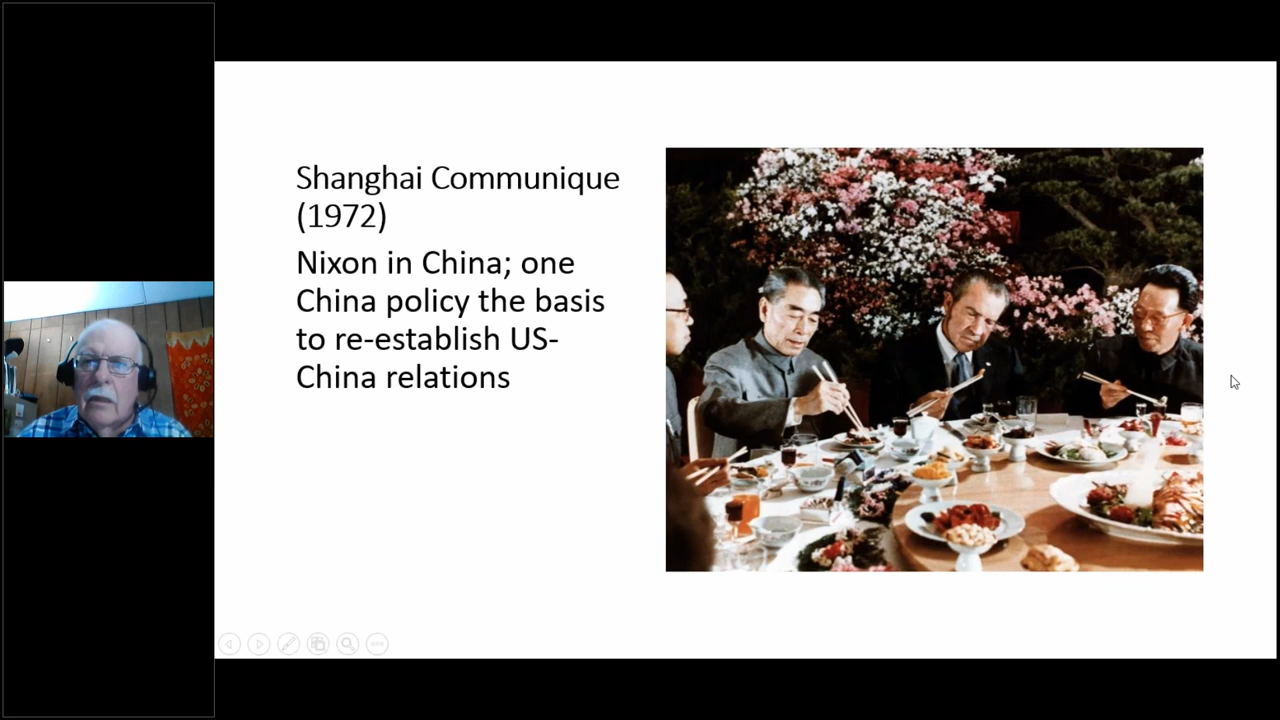 Shanghai Communique
(1972)
Nixon in China; one
China policy the basis
to re-establish US-
China relations